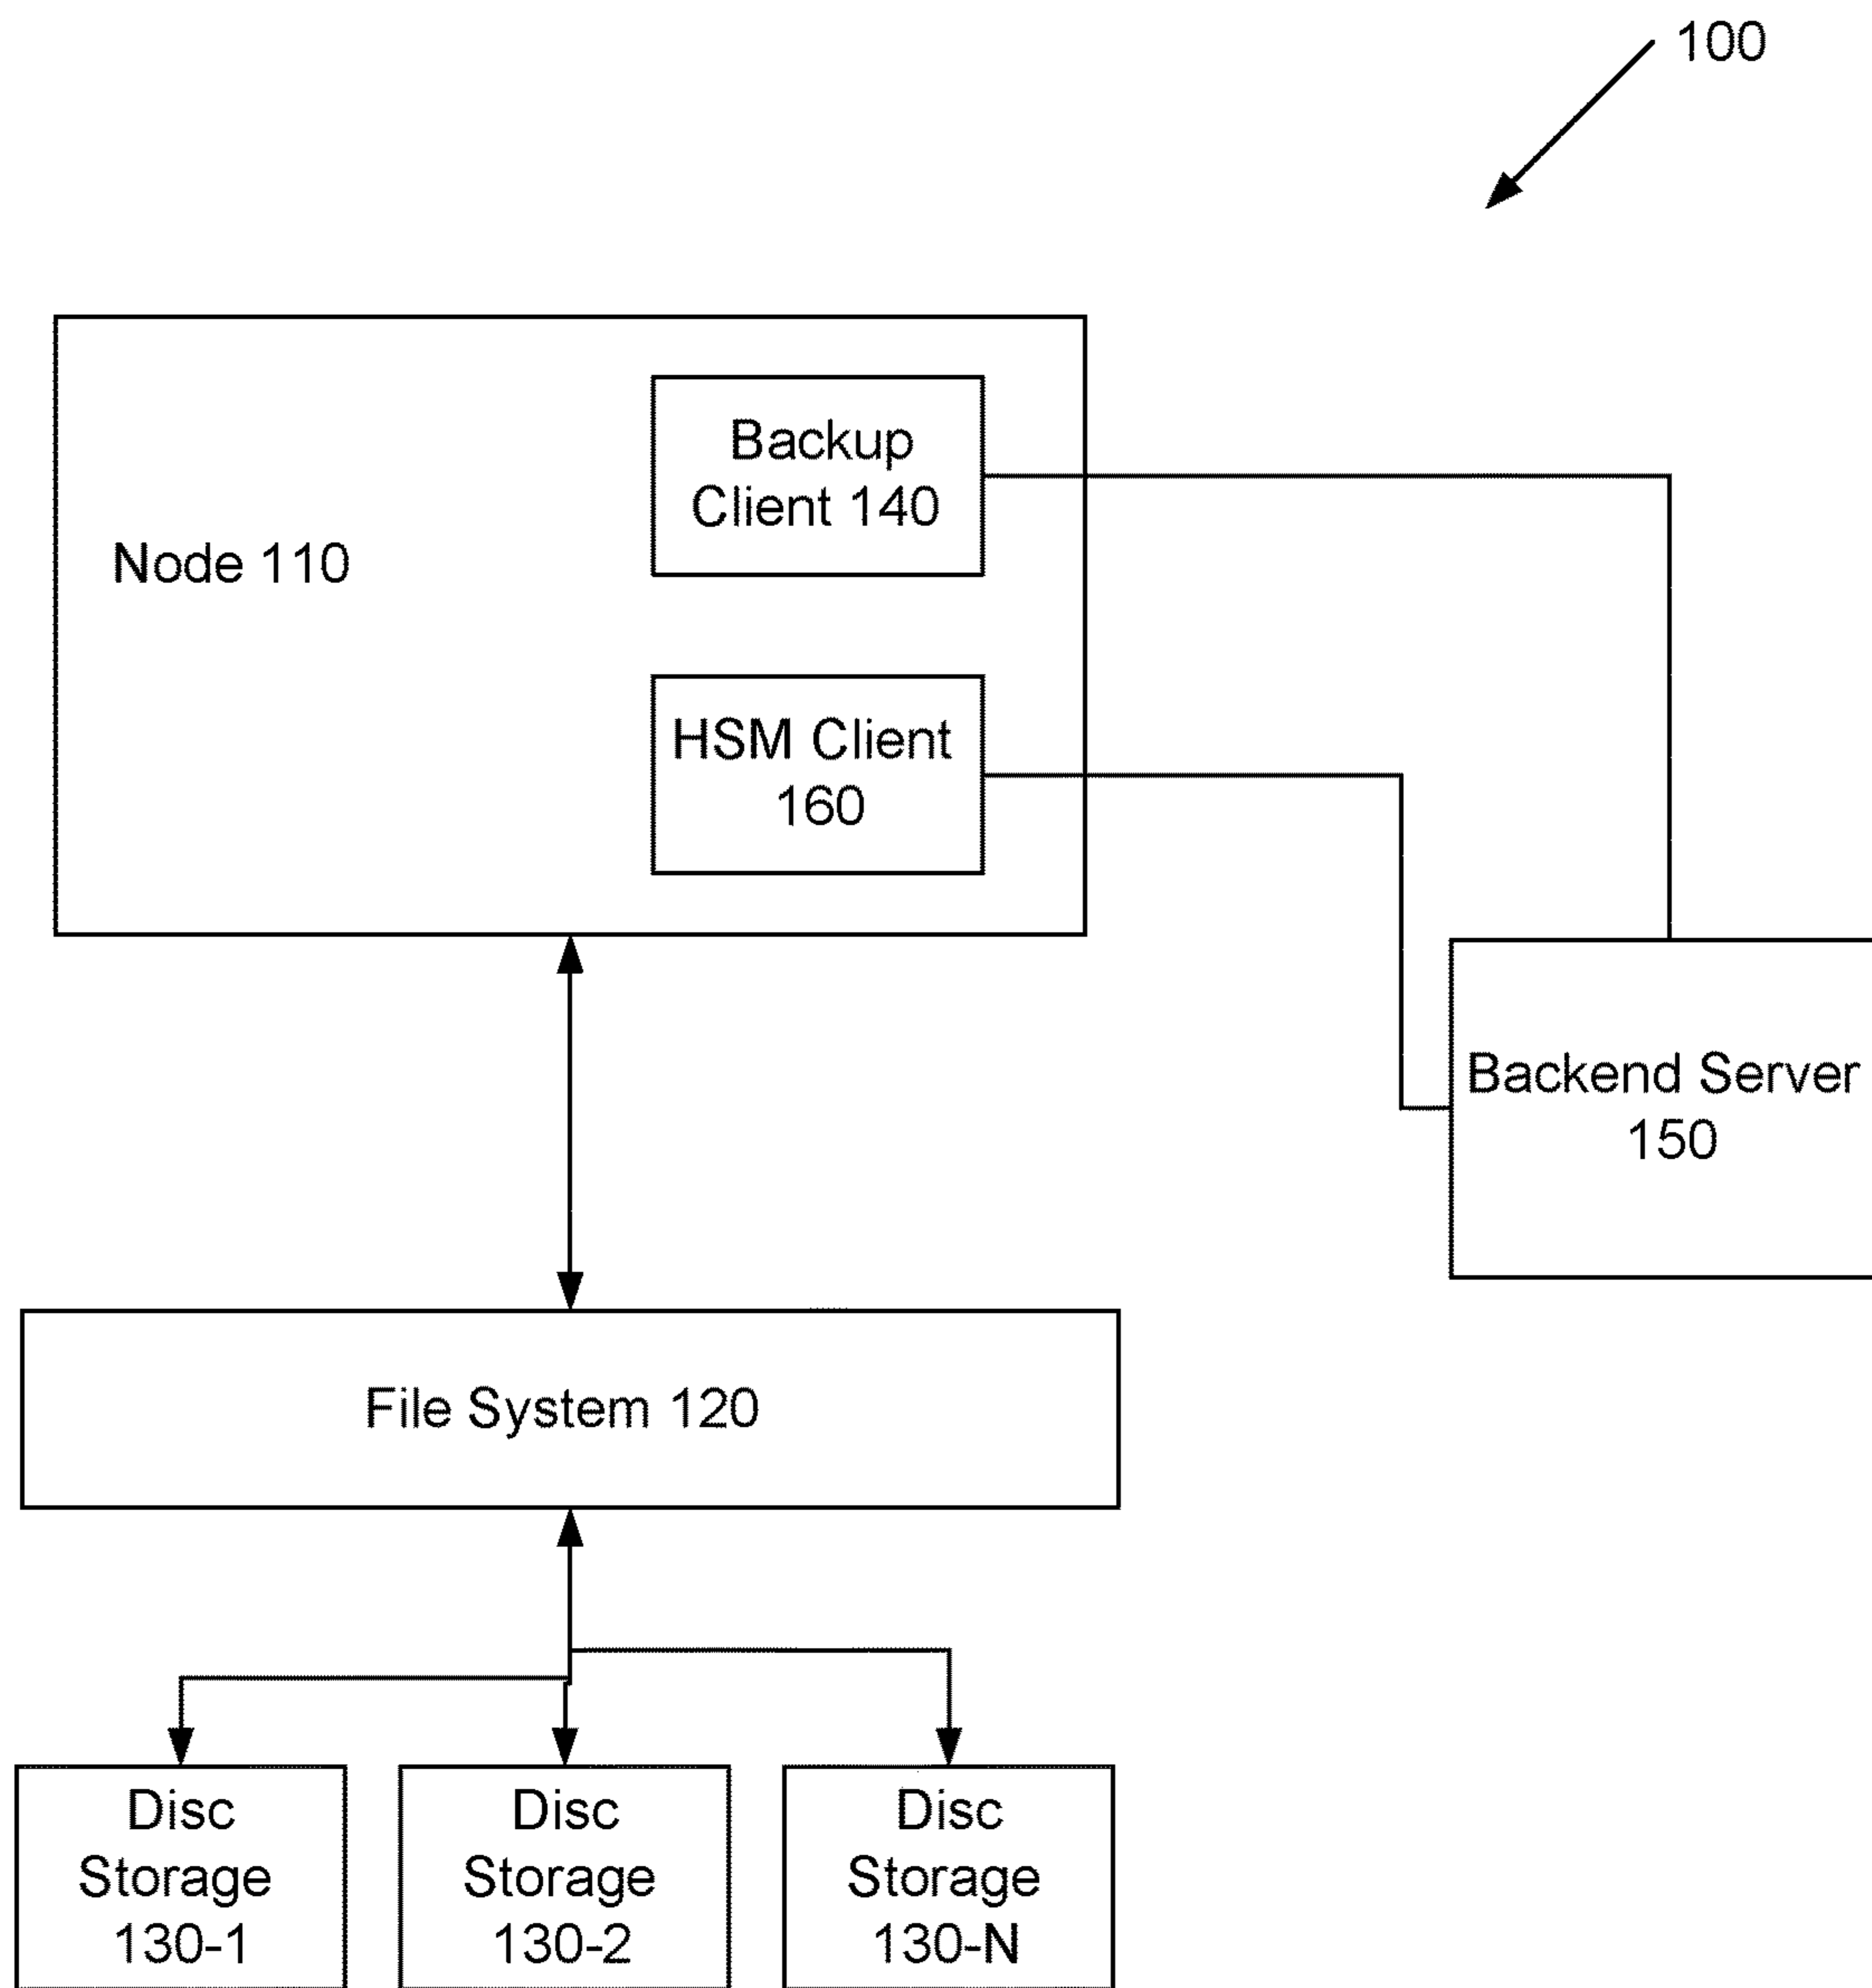 100
Backup
Client 140
Node 110
HSM Client
160
Backend Server
150
File System 120
Disc
Storage
130-1
Disc
Storage
130-2
Disc
Storage
130-N